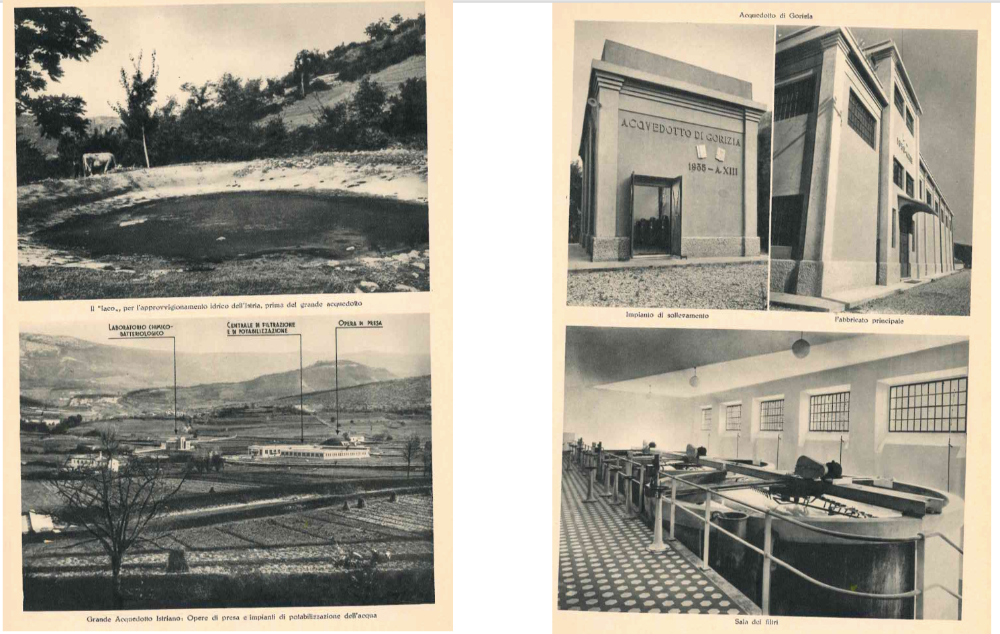 Il "laco„, per l'approvvigionamento idrico dell'Istria, prima del grande acquedotto
LABORATORIO CHIMICO-
BATTERIOLOGICO
CENTRALE DI FILTRAZIONE
E DI POTABILIZZAZIONE
OPERA DI PRESA
Grande Acquedotto Istriano: Opere di presa e impianti di potabilizzazione dell'acqua
Acquedotto di Gorizia
ACQVEDOTTO DI GORIZIA
1935 – A. XIII
Impianto di sollevamento
Fabbricato principale
Sala dei filtri